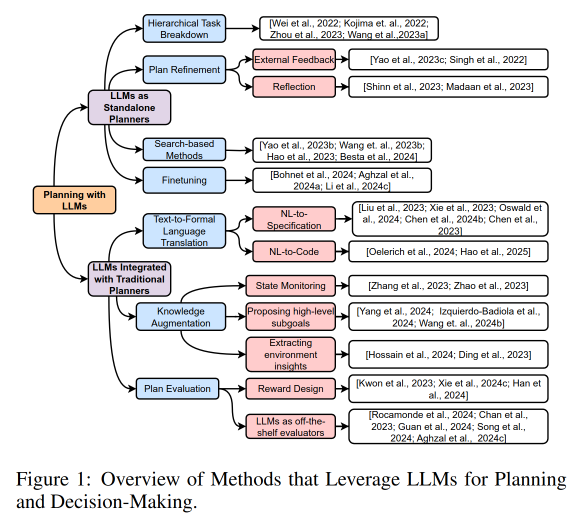 Hierarchical Task
Breakdown
[Wei et al., 2022; Kojima et. al., 2022;
Zhou et al., 2023; Wang et al.,2023a]
Plan Refinement
External Feedback
[Yao et al., 2023c; Singh et al., 2022]
Reflection
[Shinn et al., 2023; Madaan et al., 2023]
LLMs as
Standalone
Planners
Search-based
Methods
[Yao et al., 2023b; Wang et. al., 2023b;
Hao et al., 2023; Besta et al., 2024]
Finetuning
[Bohnet et al., 2024; Aghzal et al.,
2024a; Li et al., 2024c]
Planning with
LLMs
Text-to-Formal
Language
Translation
NL-to-
Specification
[Liu et al., 2023; Xie et al., 2023; Oswald et
al., 2024; Chen et al., 2024b; Chen et al.,
2023]
NL-to-Code
[Oelerich et al., 2024; Hao et al., 2025]
LLMs Integrated
with Traditional
Planners
Knowledge
Augmentation
State Monitoring
[Zhang et al., 2023; Zhao et al., 2023]
Proposing high-level
subgoals
[Yang et al., 2024; Izquierdo-Badiola et al.,
2024; Wang et. al., 2024b]
Extracting
environment
insights
[Hossain et al., 2024; Ding et al., 2023]
Plan Evaluation
Reward Design
[Kwon et al., 2023; Xie et al., 2024c; Han et
al., 2024]
LLMs as off-the-
shelf evaluators
[Rocamonde et al., 2024; Chan et al.,
2023; Guan et al., 2024; Song et al.,
2024; Aghzal et al., 2024c]
Figure 1: Overview of Methods that Leverage LLMs for Planning
and Decision-Making.